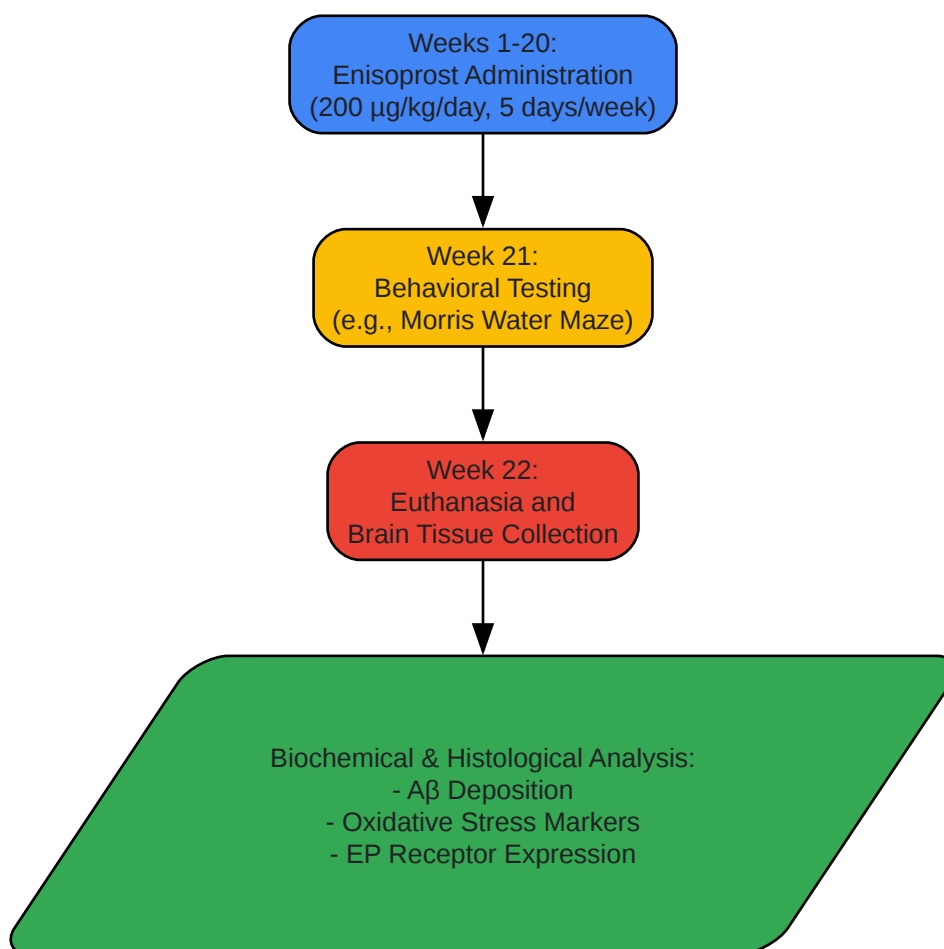 Weeks 1-20:
Enisoprost Administration
(200 µg/kg/day, 5 days/week)
Week 21:
Behavioral Testing
(e.g., Morris Water Maze)
Week 22:
Euthanasia and
Brain Tissue Collection
Biochemical & Histological Analysis:
- Aβ Deposition
- Oxidative Stress Markers
- EP Receptor Expression